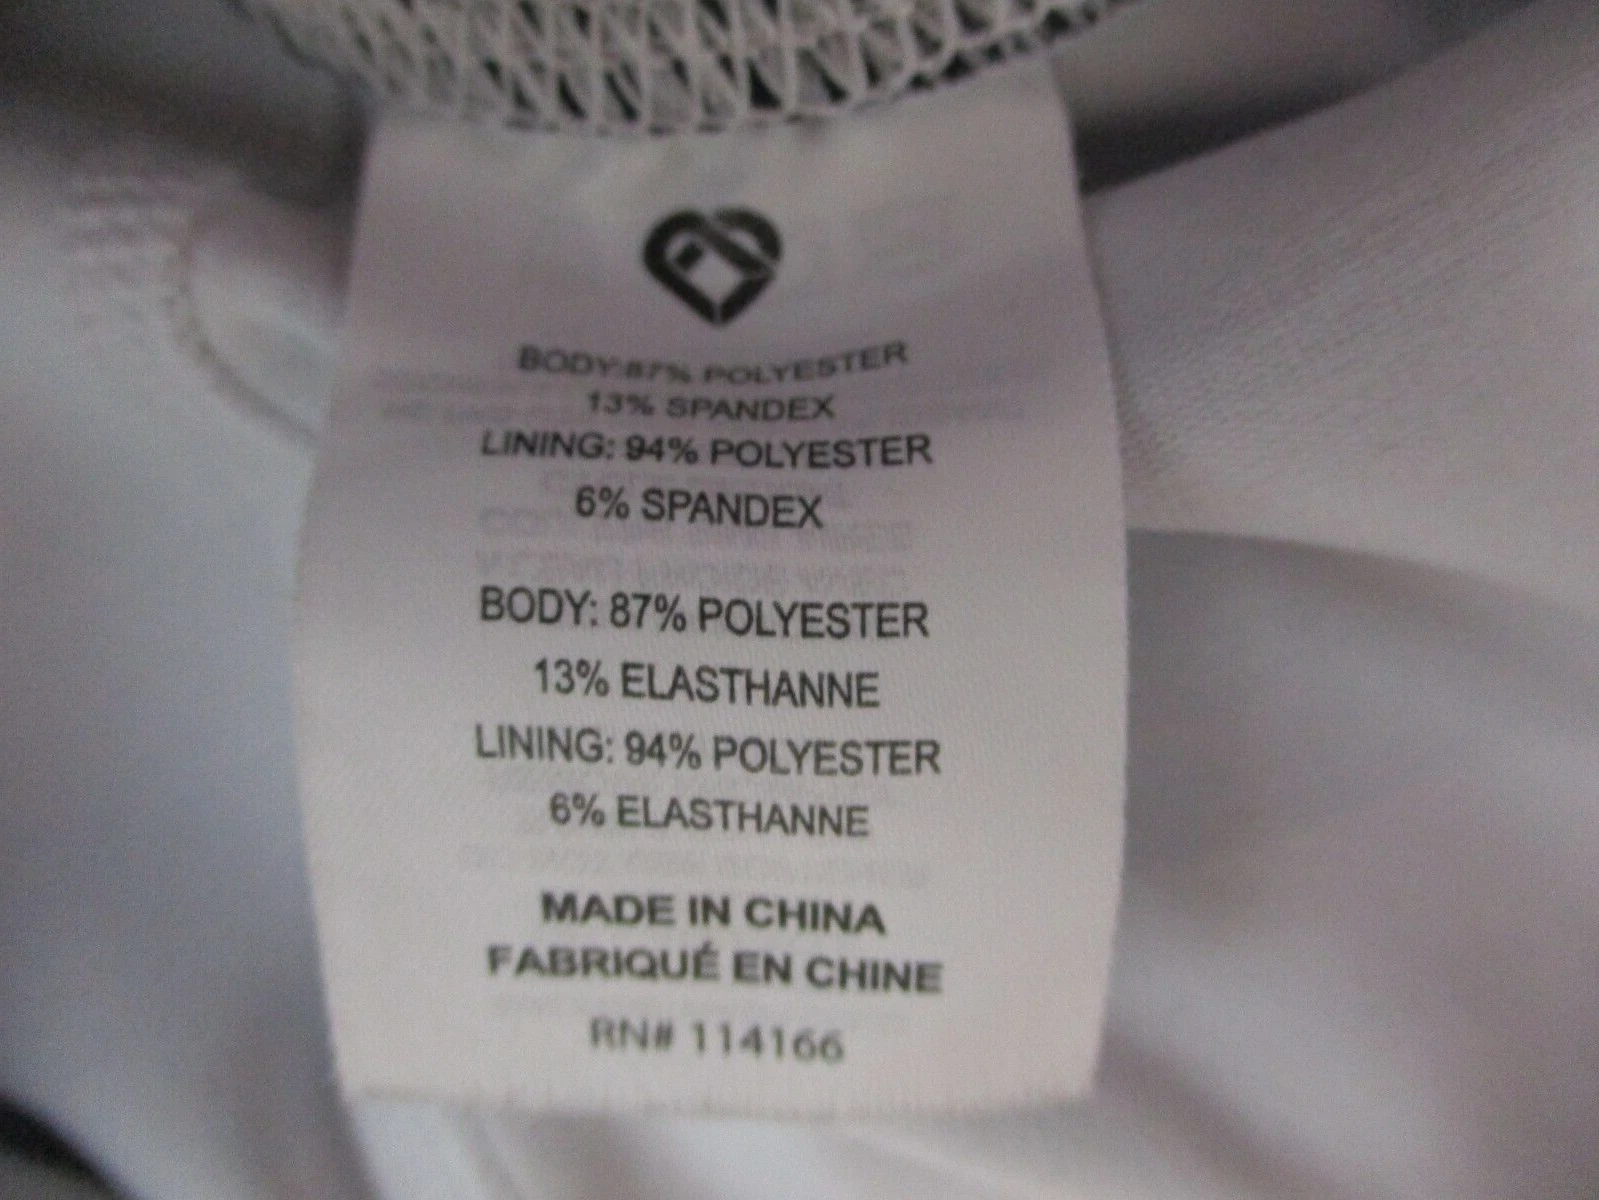 BODY:87% POLYESTER
13% SPANDEX
LINING: 94% POLYESTER
6% SPANDEX
BODY: 87% POLYESTER
13% ELASTHANNE
LINING: 94% POLYESTER
6% ELASTHANNE
MADE IN CHINA
FABRIQUÉ EN CHINE
RN# 114166